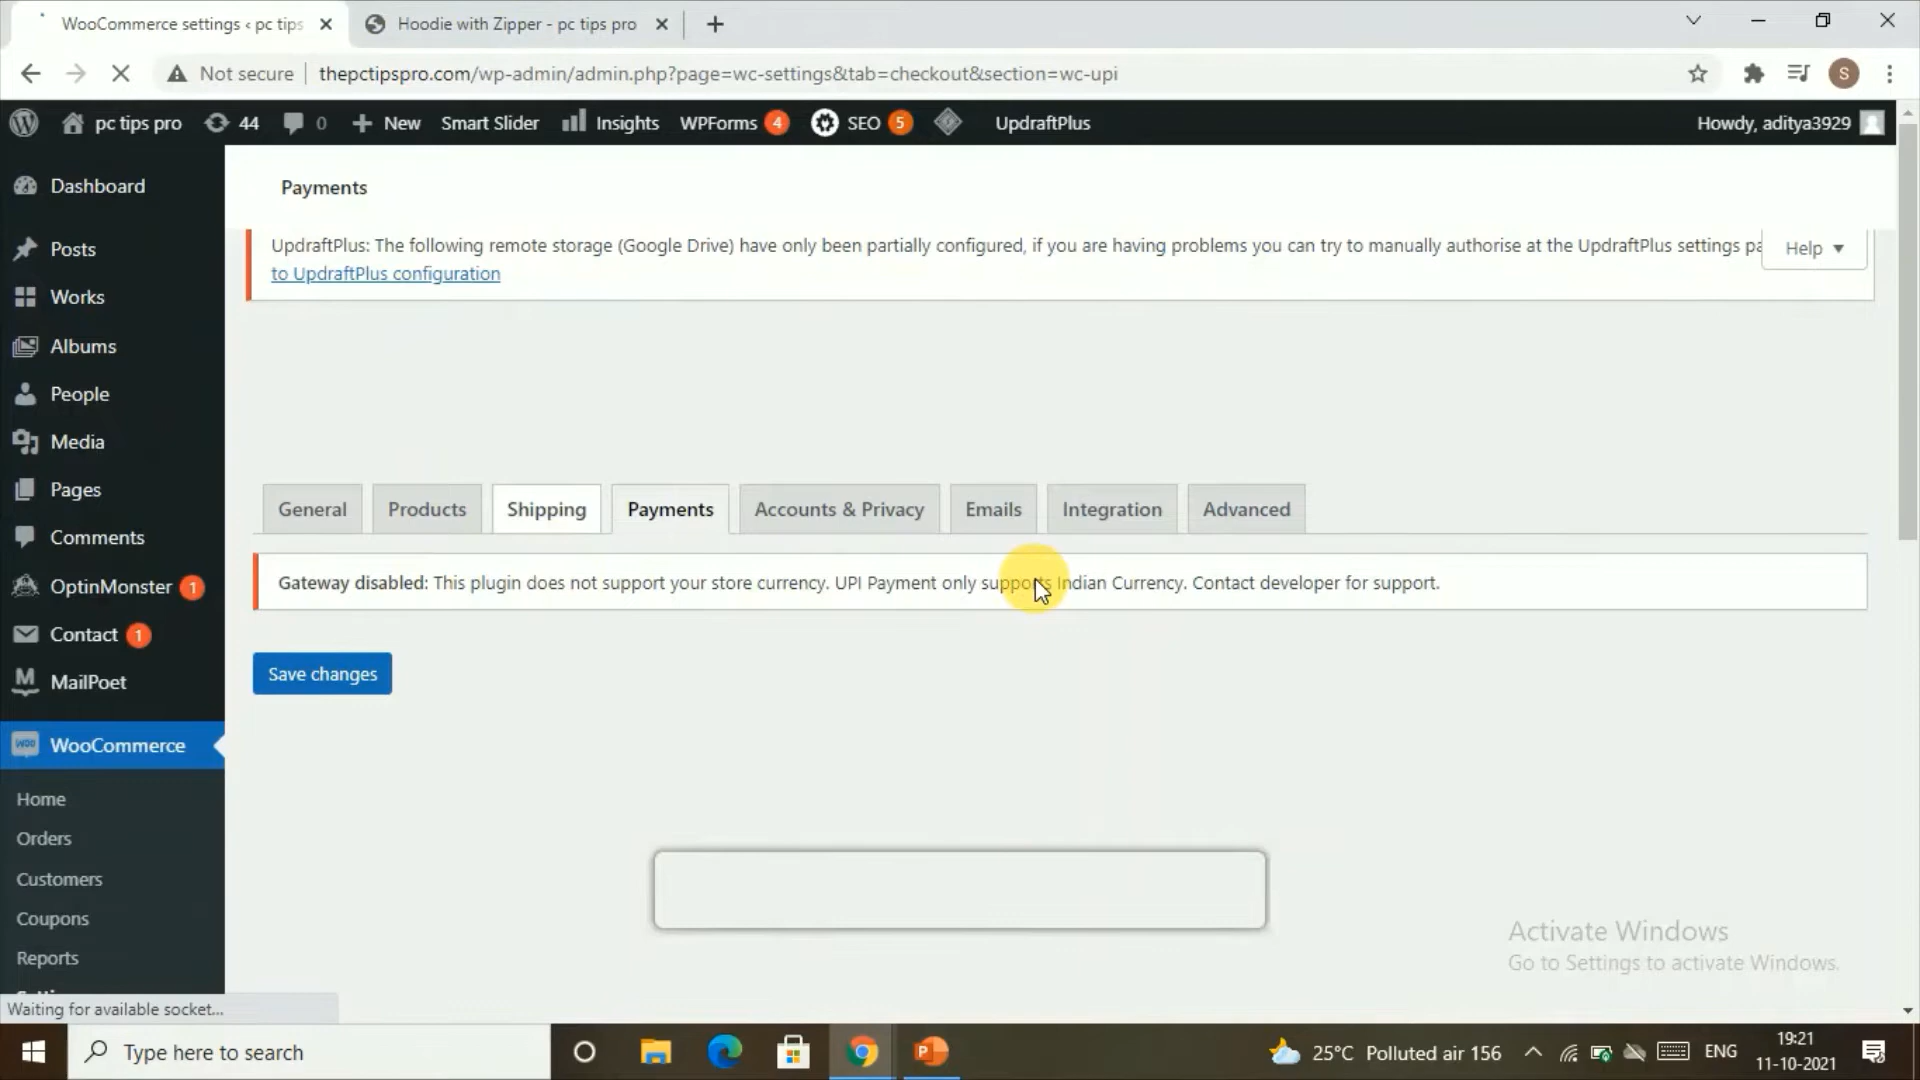 WooCommerce settings ‹ pc tips
Hoodie with Zipper - pc tips pro
Not secure
thepctipspro.com/wp-admin/admin.php?page=wc-settings&tab=checkout&section=wc-upi
S
pc tips pro
44
0
New
Smart Slider
Insights
WPForms 4
SEO 5
UpdraftPlus
Howdy, aditya3929
Dashboard
Posts
Works
Albums
People
Media
Pages
Comments
OptinMonster 1
Contact 1
MailPoet
WooCommerce
Home
Orders
Customers
Coupons
Reports
Payments
UpdraftPlus: The following remote storage (Google Drive) have only been partially configured, if you are having problems you can try to manually authorise at the UpdraftPlus settings
to UpdraftPlus configuration
Help
General
Products
Shipping
Payments
Accounts & Privacy
Emails
Integration
Advanced
Gateway disabled: This plugin does not support your store currency. UPI Payment only supports Indian Currency. Contact developer for support.
Save changes
Activate Windows
Go to Settings to activate Windows.
Waiting for available socket...
Type here to search
P
25°C Polluted air 156
ENG
19:21
11-10-2021